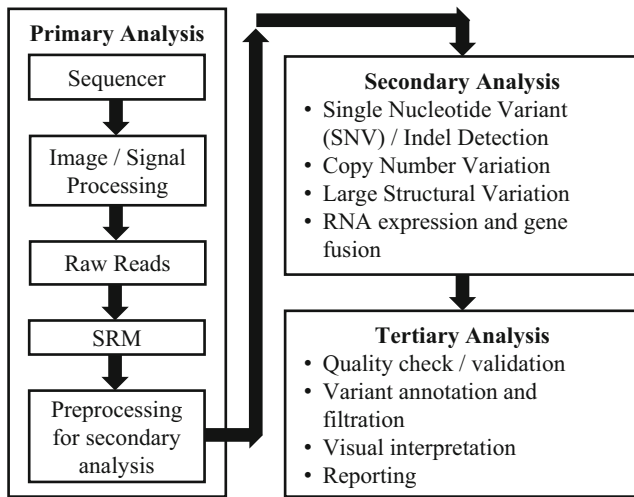 Primary Analysis
Sequencer
Image / Signal
Processing
Raw Reads
SRM
Preprocessing
for secondary
analysis
Secondary Analysis
• Single Nucleotide Variant
(SNV) / Indel Detection
• Copy Number Variation
• Large Structural Variation
• RNA expression and gene
fusion
Tertiary Analysis
• Quality check / validation
• Variant annotation and
filtration
• Visual interpretation
• Reporting